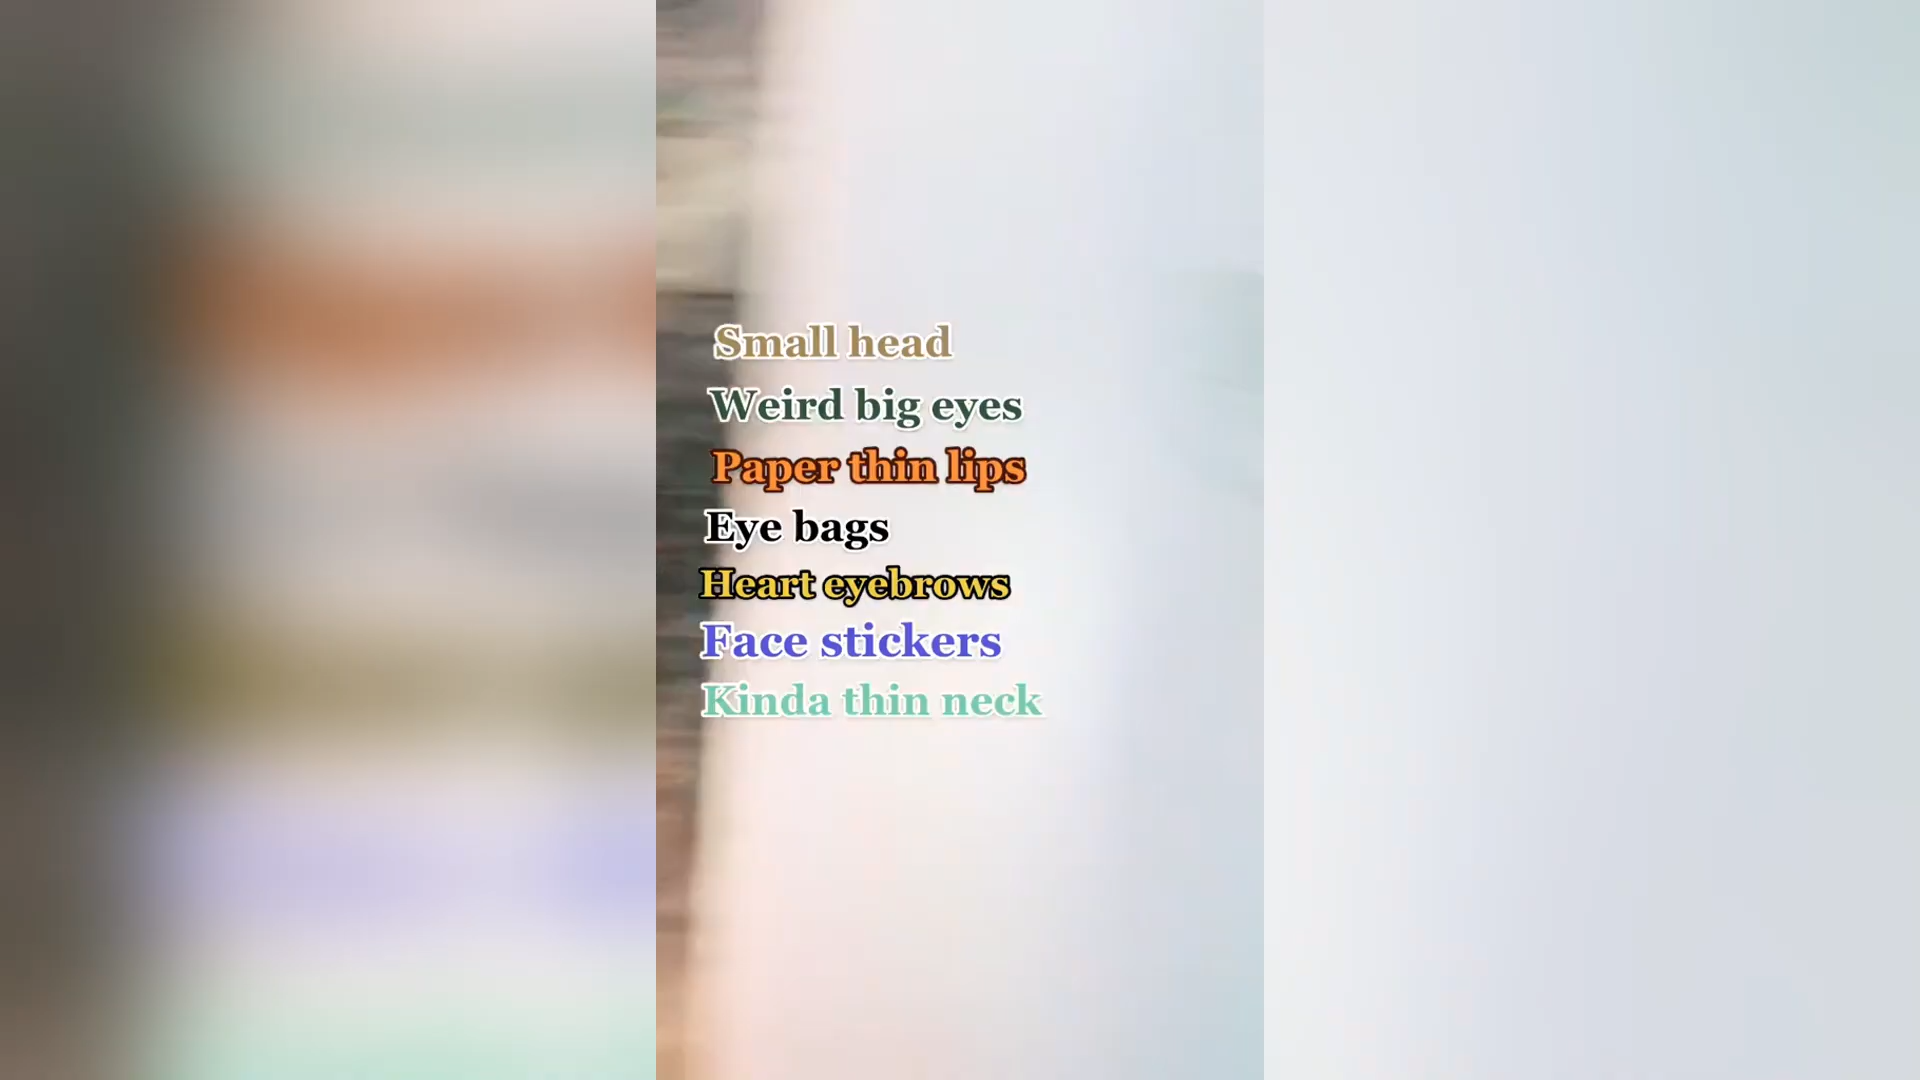 Small head
Weird big eyes
Paper thin lips
Eye bags
Heart eyebrows
Face stickers
Kinda thin neck